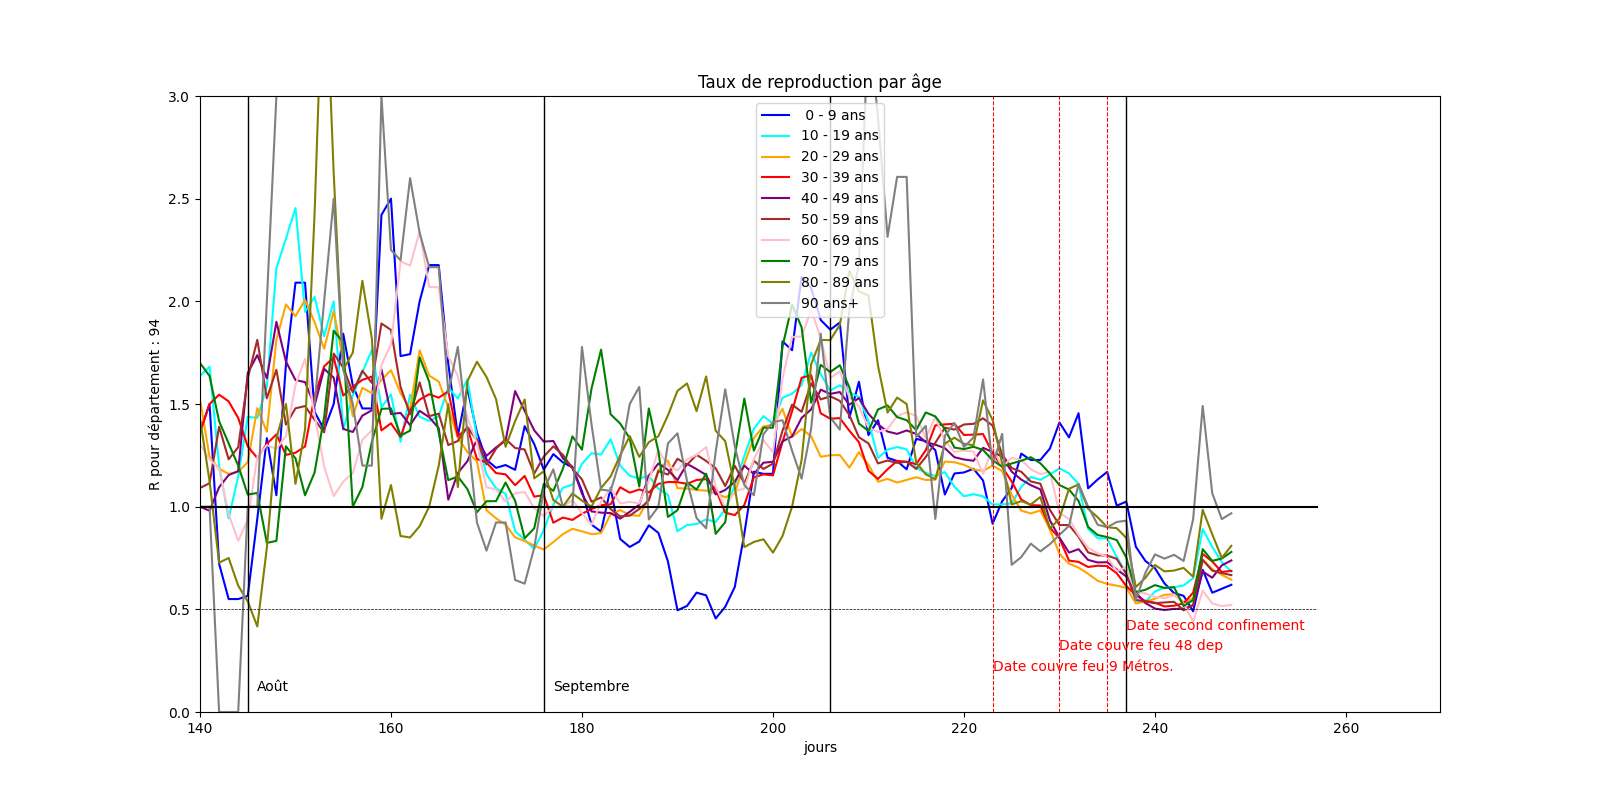 Taux de reproduction par âge
R pour département : 94
3.0
2.5
2.0
1.5
1.0
0.5
0.0
0 - 9 ans
10 - 19 ans
20 - 29 ans
30 - 39 ans
40 - 49 ans
50 - 59 ans
60 - 69 ans
70 - 79 ans
80 - 89 ans
90 ans+
Date second confinement
Date couvre feu 48 dep
Date couvre feu 9 Métros.
Août
Septembre
140
160
180
200
220
240
260
jours